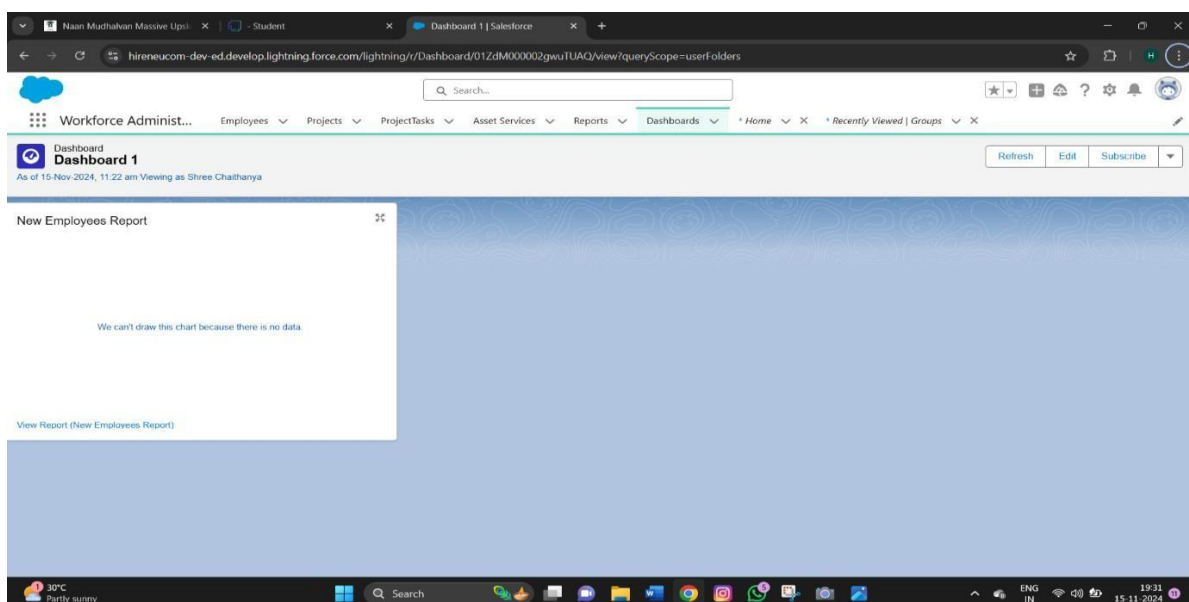 Naan Mudhalvan Massive Upsk
- Student
Dashboard 1 | Salesforce
hireneucom-dev-ed.develop.lightning.force.com/lightning/r/Dashboard/01ZdM000002gwuTUAQ/view?queryScope=userFolders
H
Search...
Workforce Administ... Employees Projects ProjectTasks Asset Services Reports Dashboards * Home * Recently Viewed | Groups
Dashboard
Dashboard 1
As of 15-Nov-2024, 11:22 am Viewing as Shree Chaithanya
Refresh Edit Subscribe
New Employees Report
We can't draw this chart because there is no data.
View Report (New Employees Report)
1
30°C
Partly sunny
Search
ENG
IN
19:31
15-11-2024